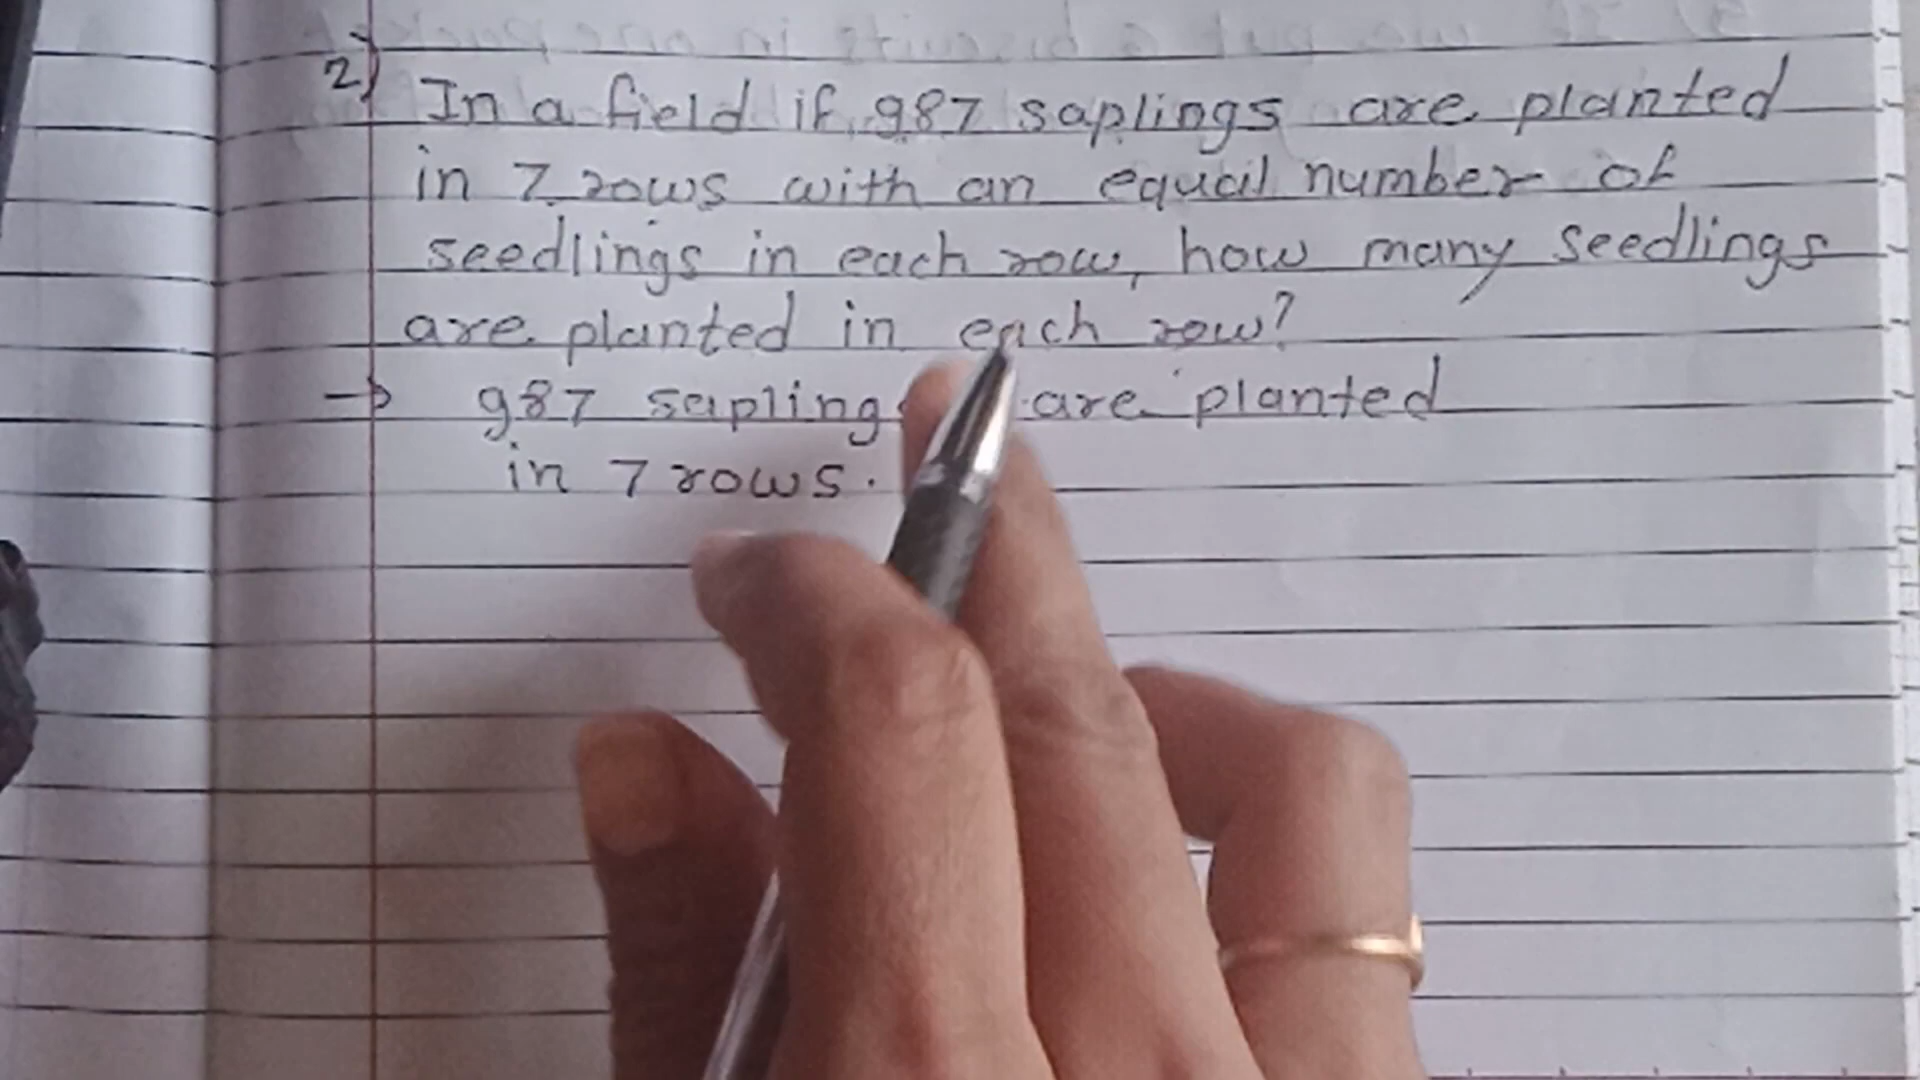 2) In a field if 987 saplings are planted
in 7 rows with an equal number of
seedlings in each row, how many seedlings
are planted in each row?
→ 987 saplings are planted
in 7 rows.